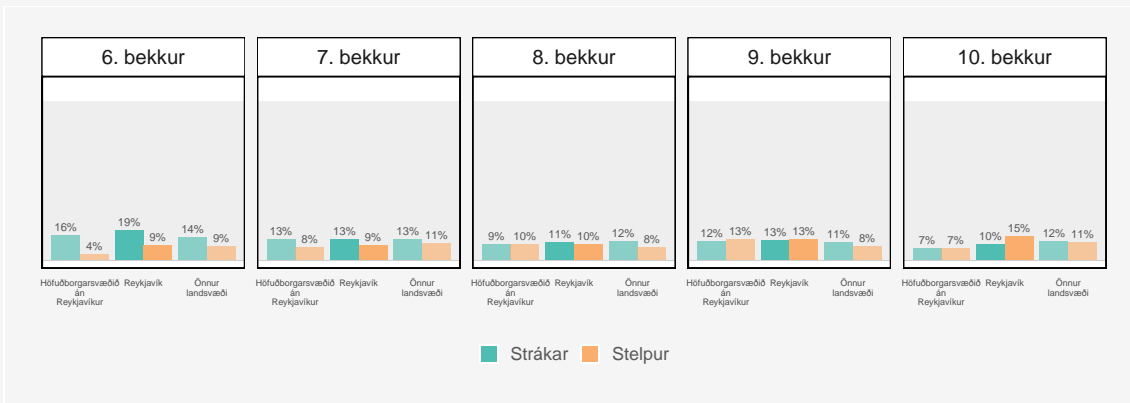 6. bekkur
7. bekkur
8. bekkur
9. bekkur
10. bekkur
16% 4% 19% 9% 14% 9%
13% 8% 13% 9% 13% 11%
9% 10% 11% 10% 12% 8%
12% 13% 13% 13% 11% 8%
7% 7% 10% 15% 12% 11%
Höfuðborgarsvæðið
án
Reykjavíkur
Reykjavík
Önnur
landsvæði
Höfuðborgarsvæðið
án
Reykjavíkur
Reykjavík
Önnur
landsvæði
Höfuðborgarsvæðið
án
Reykjavíkur
Reykjavík
Önnur
landsvæði
Höfuðborgarsvæðið
án
Reykjavíkur
Reykjavík
Önnur
landsvæði
Höfuðborgarsvæðið
án
Reykjavíkur
Reykjavík
Önnur
landsvæði
Strákar
Stelpur